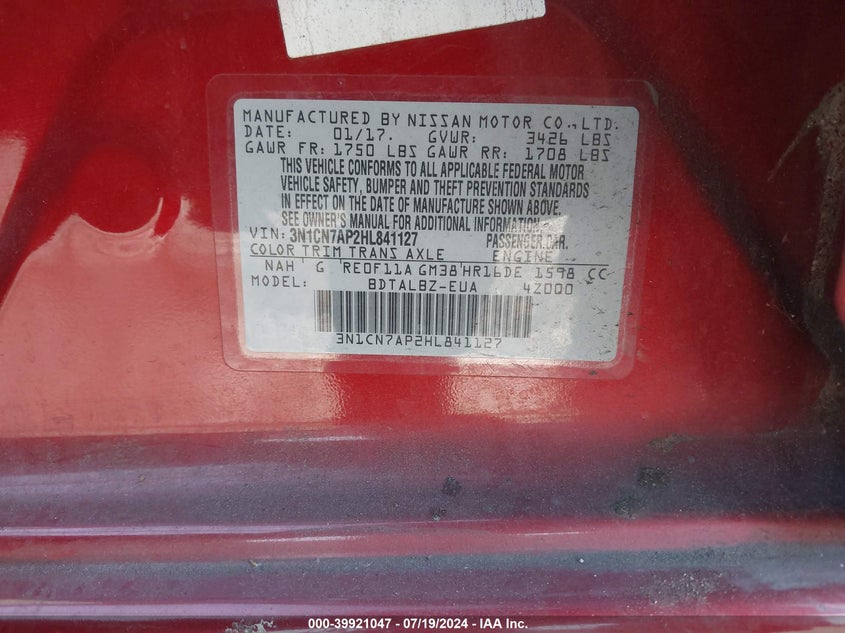 MANUFACTURED BY NISSAN MOTOR CO.,LTD.
DATE: 01/17. GVWR: 3426 LBS
GAWR FR: 1750 LBS GAWR RR: 1708 LBS
THIS VEHICLE CONFORMS TO ALL APPLICABLE FEDERAL MOTOR
VEHICLE SAFETY, BUMPER AND THEFT PREVENTION STANDARDS
IN EFFECT ON THE DATE OF MANUFACTURE SHOWN ABOVE.
SEE OWNER'S MANUAL FOR ADDITIONAL INFORMATION.
VIN: 3N1CN7AP2HL841127 PASSENGER CAR.
COLOR TRIM TRANS AXLE ENGINE
NAH G RE0F11A GM38 HR16DE 1598 CC
MODEL: BDTALBZ-EUA 42000
3N1CN7AP2HL841127
000-39921047 - 07/19/2024 - IAA Inc.